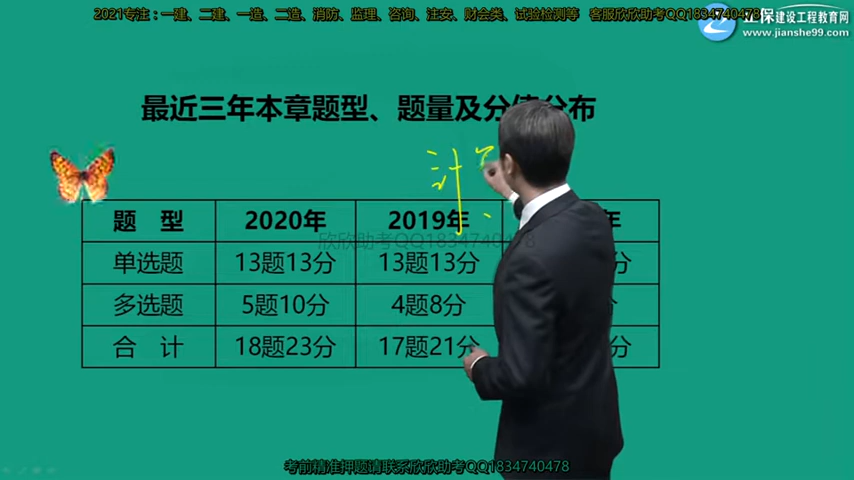 2021专注：一建、二建、一造、二造、消防、监理、咨询、注安、财会类、试验检测等 客服欣欣助考QQ1834740478
保建设工程教育网
www.jianshe99.com
最近三年本章题型、题量及分值分布
计
题 型 2020年 2019年 年
欣欣助考QQ1834740478
单选题 13题13分 13题13分 分
多选题 5题10分 4题8分
合 计 18题23分 17题21分 分
考前精准押题请联系欣欣助考QQ1834740478